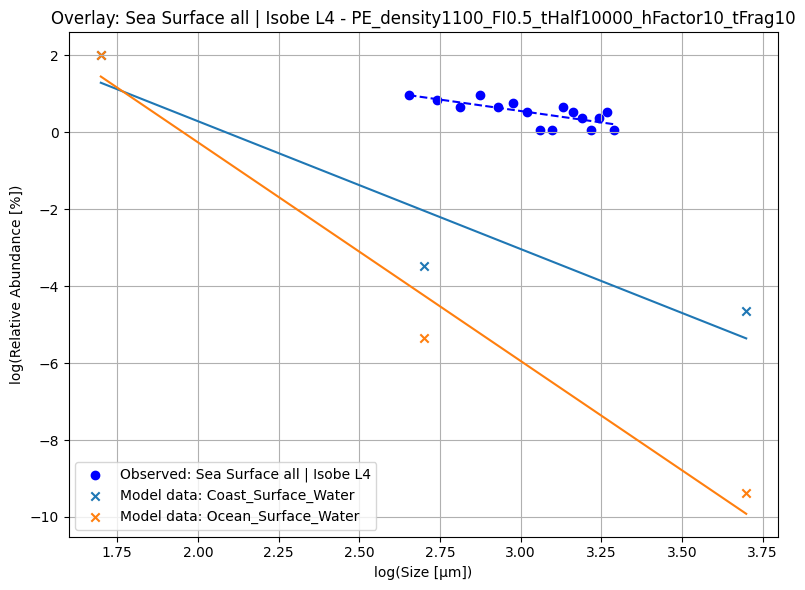 Overlay: Sea Surface all | Isobe L4 - PE_density1100_FI0.5_tHalf10000_hFactor10_tFrag10
log(Relative Abundance [%])
2
0
−2
−4
−6
−8
−10
Observed: Sea Surface all | Isobe L4
Model data: Coast_Surface_Water
Model data: Ocean_Surface_Water
1.75 2.00 2.25 2.50 2.75 3.00 3.25 3.50 3.75
log(Size [μm])